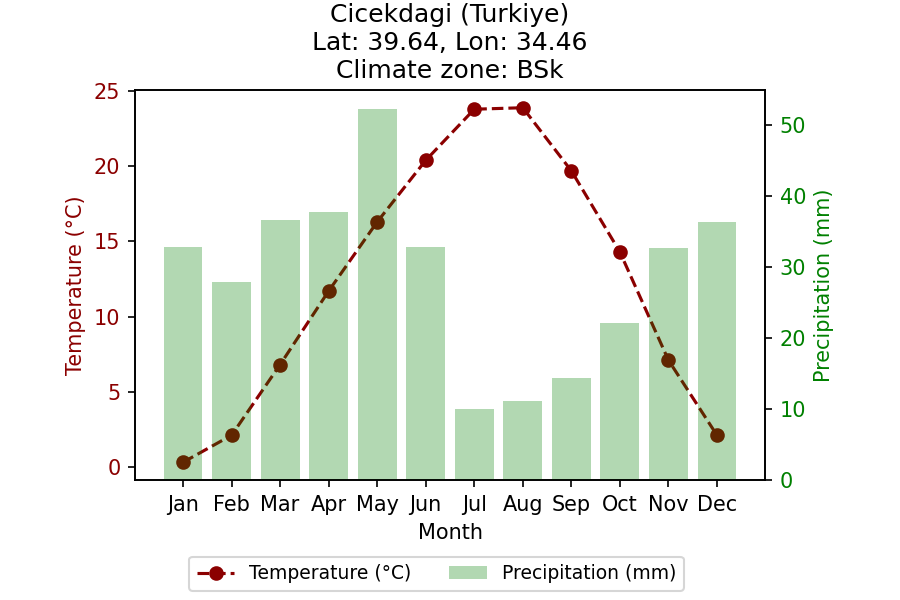 Cicekdagi (Turkiye)
Lat: 39.64, Lon: 34.46
Climate zone: BSk
Temperature (°C)
25
20
15
10
5
0
Precipitation (mm)
50
40
30
20
10
0
Jan Feb Mar Apr May Jun Jul Aug Sep Oct Nov Dec
Month
Temperature (°C) Precipitation (mm)